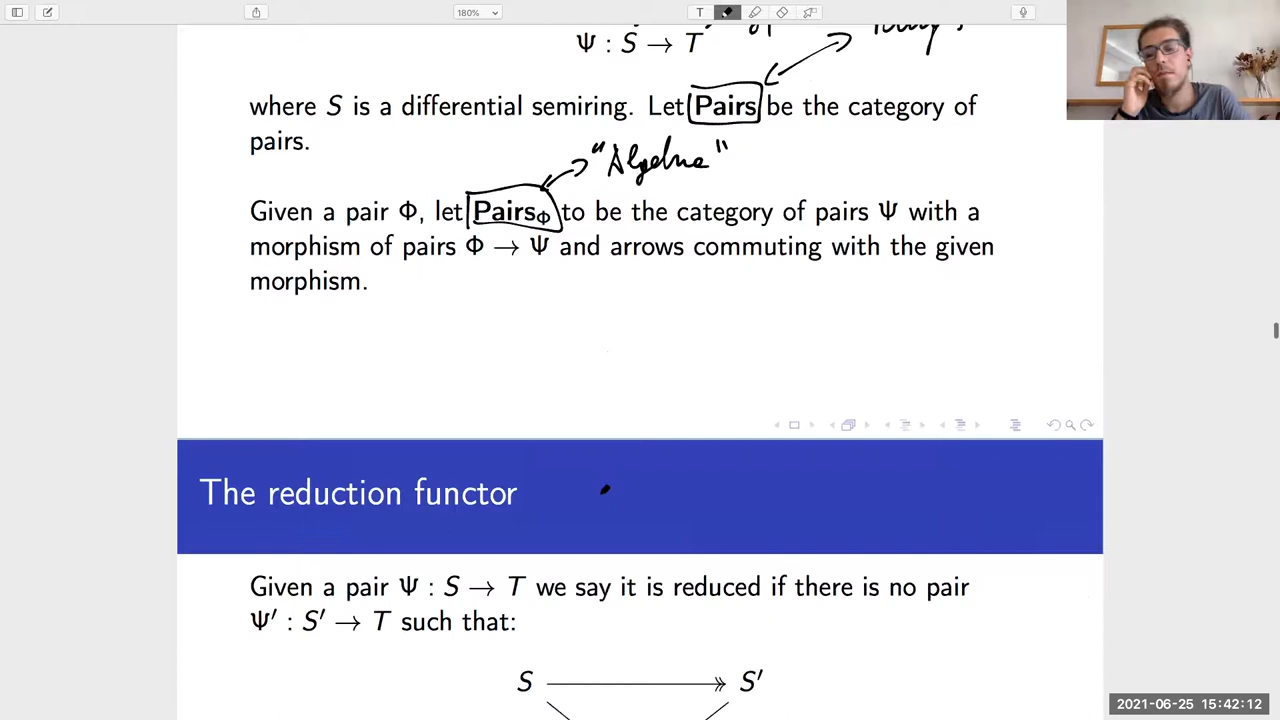 180%
T
Ψ : S → T
where S is a differential semiring. Let Pairs be the category of
pairs.
"Algebra"
Given a pair Φ, let PairsΦ to be the category of pairs Ψ with a
morphism of pairs Φ → Ψ and arrows commuting with the given
morphism.
The reduction functor
Given a pair Ψ : S → T we say it is reduced if there is no pair
Ψ′ : S′ → T such that:
S S′
2021-06-25 15:42:12